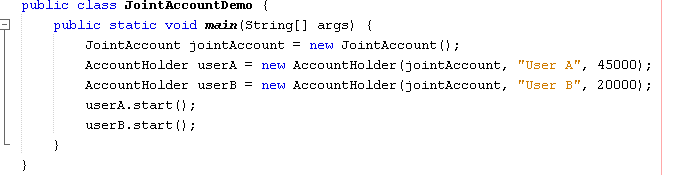 public class JointAccountDemo {
    public static void main(String[] args) {
        JointAccount jointAccount = new JointAccount();
        AccountHolder userA = new AccountHolder(jointAccount, "User A", 45000);
        AccountHolder userB = new AccountHolder(jointAccount, "User B", 20000);
        userA.start();
        userB.start();
    }
}